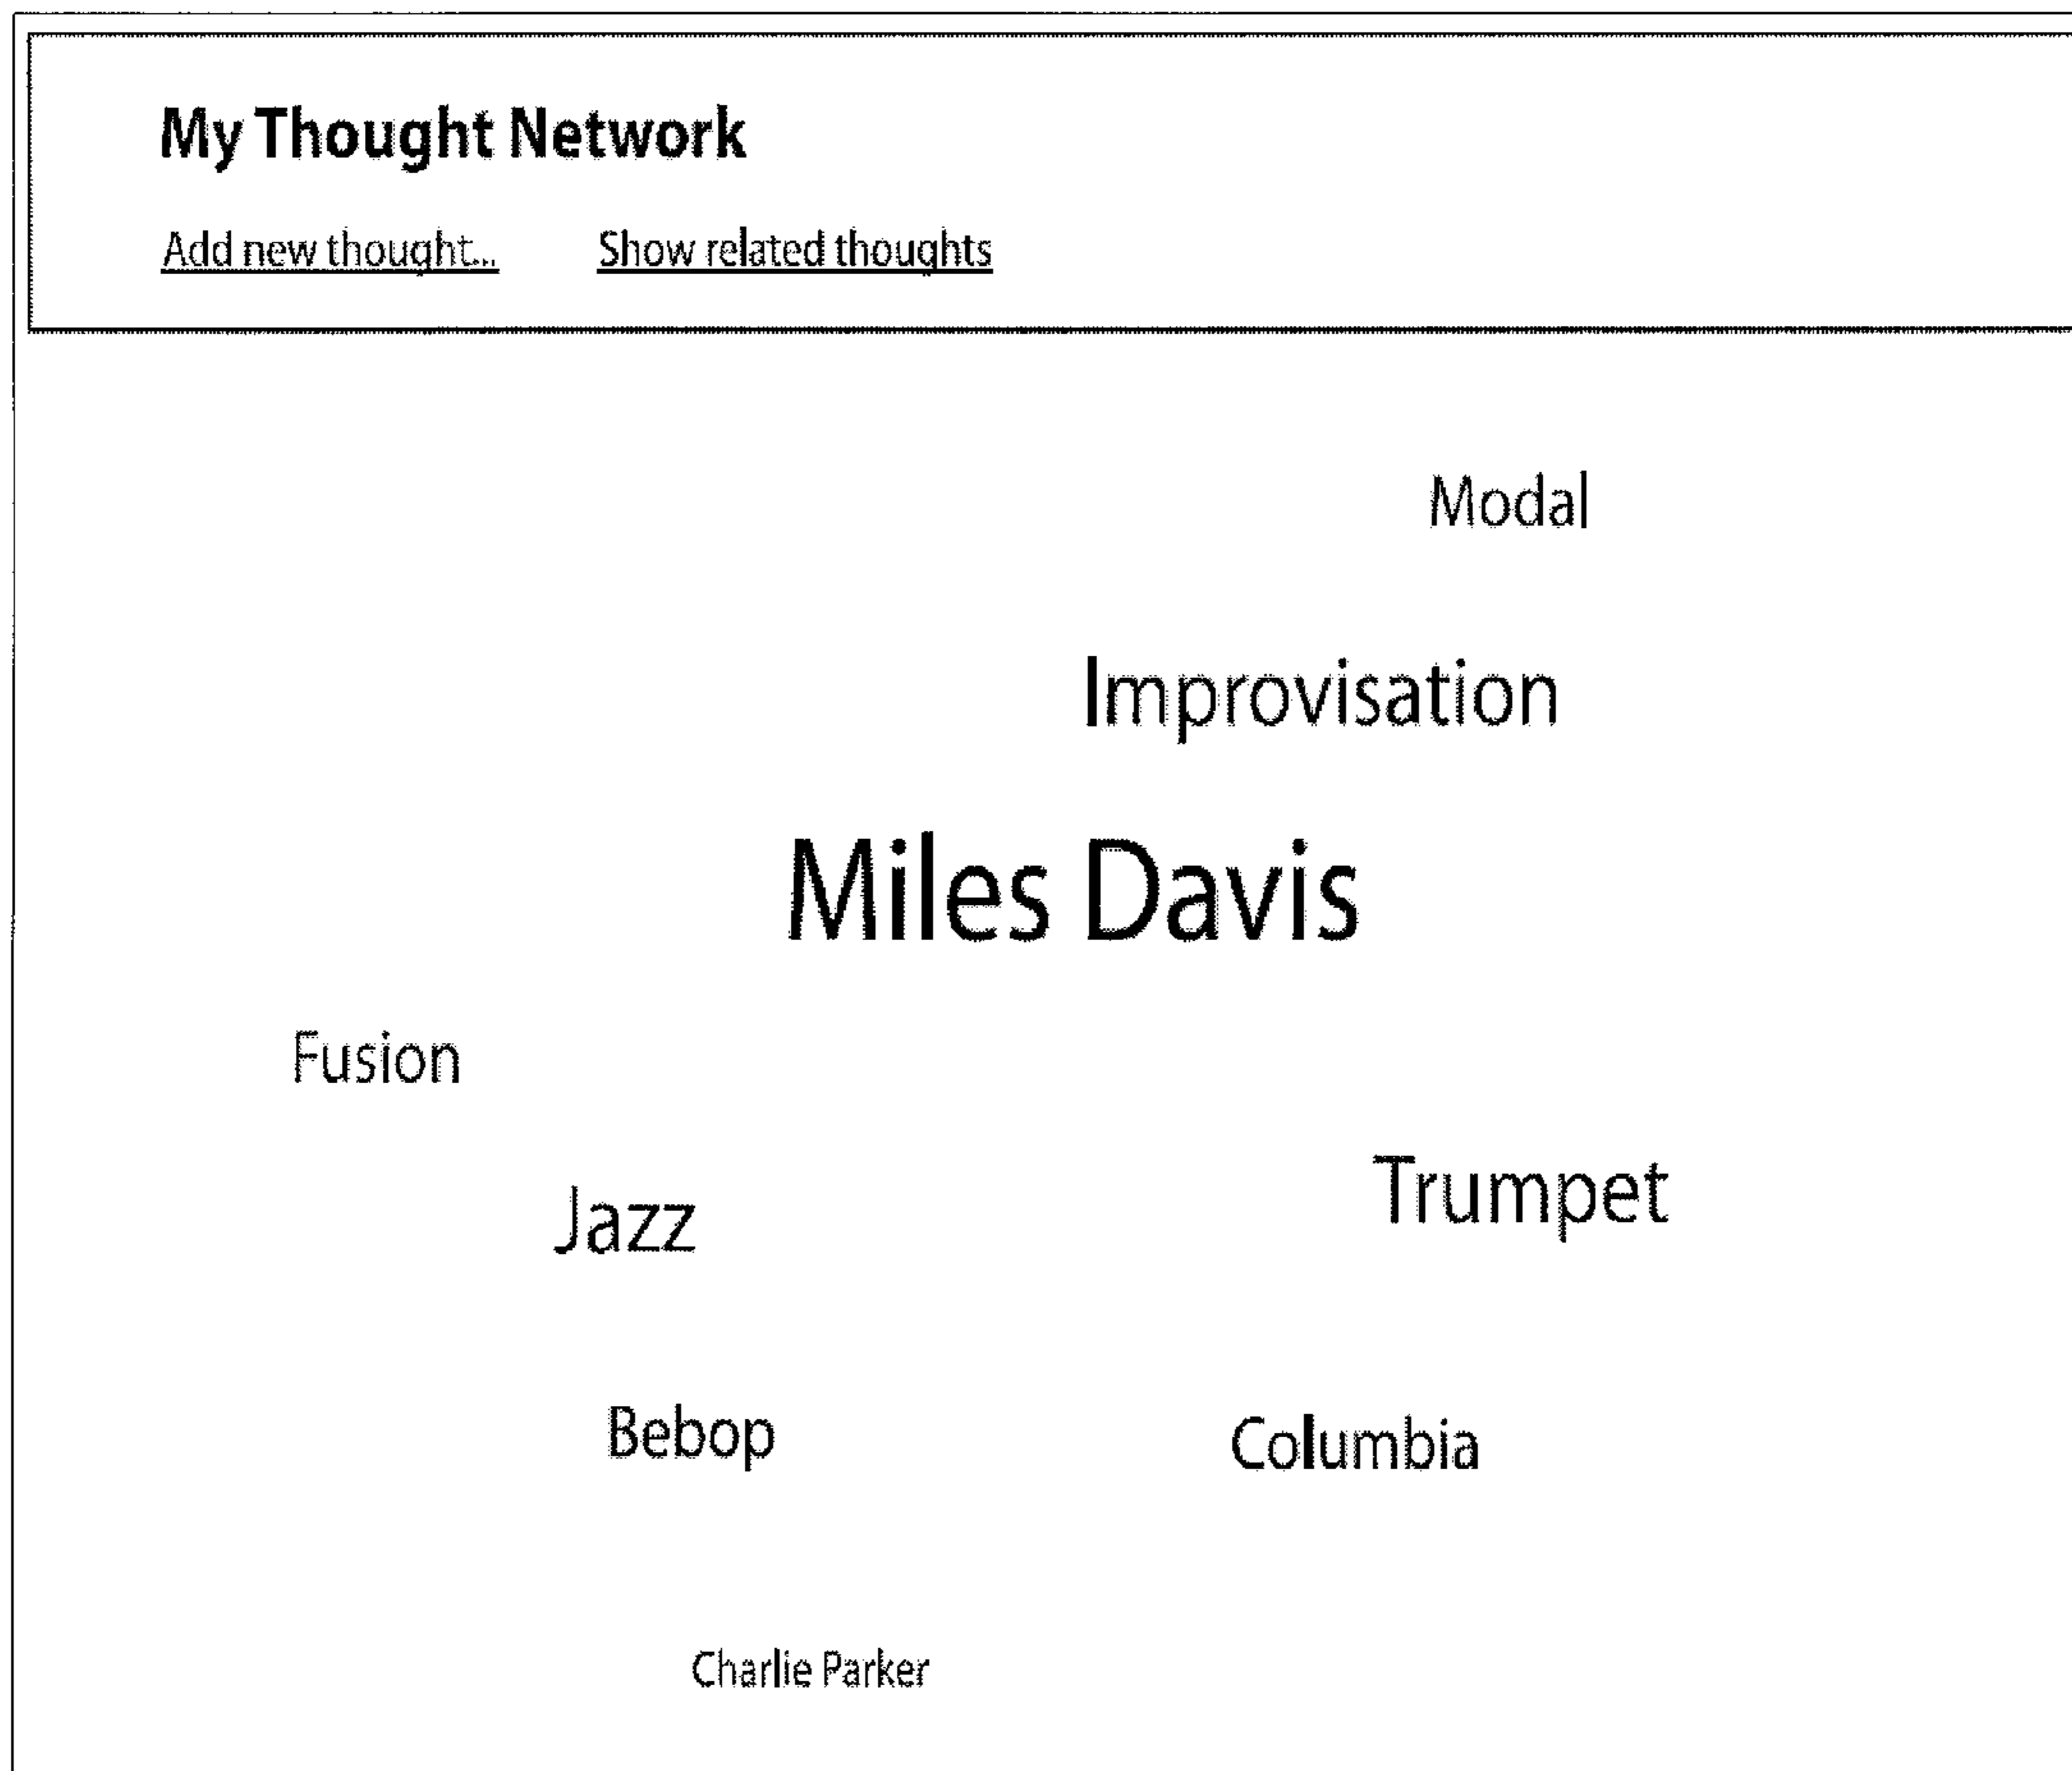 My Thought Network
Add new thought... Show related thoughts
Modal
Improvisation
Miles Davis
Fusion
Trumpet
Jazz
Bebop
Columbia
Charlie Parker